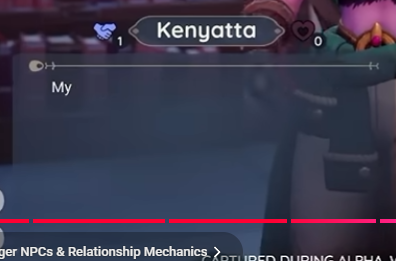 Kenyatta
1
0
My
ger NPCs & Relationship Mechanics >
CAPTURED DURING ALPHA